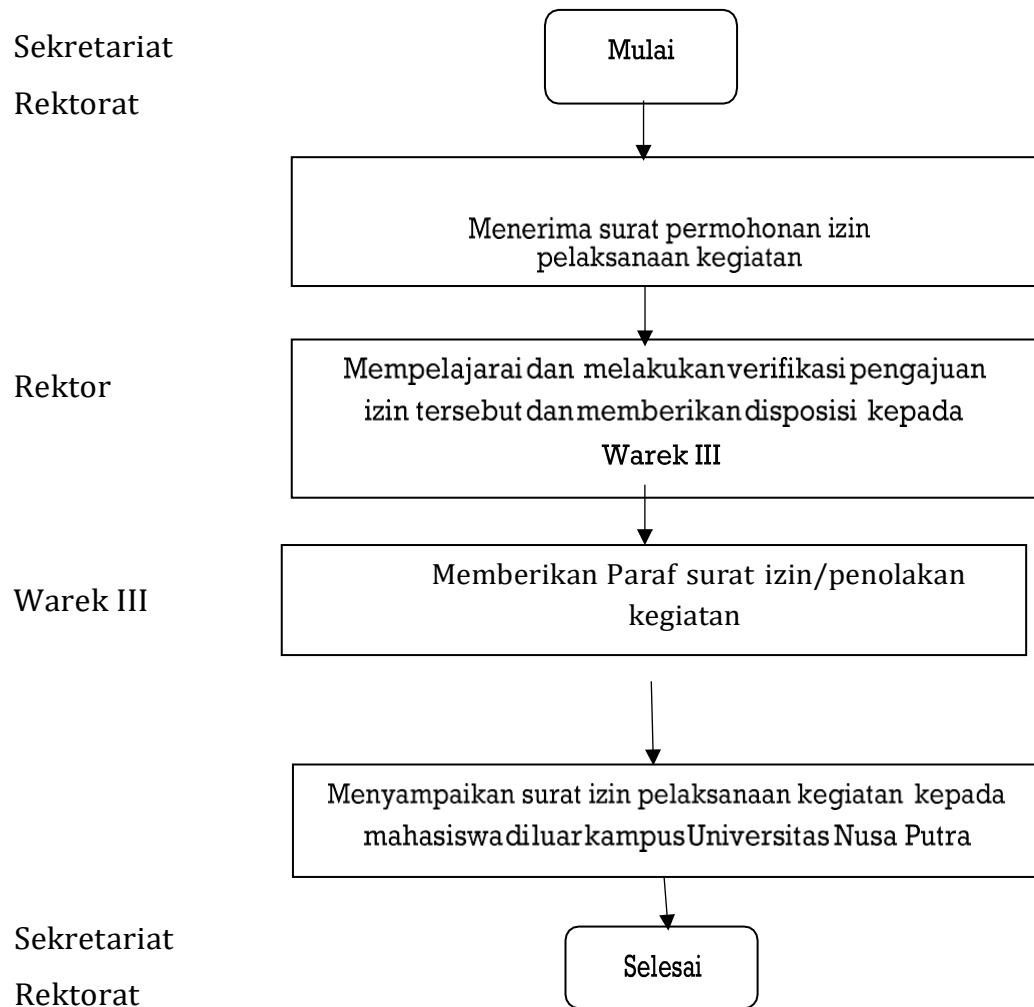 Sekretariat
Rektorat
Mulai
Menerima surat permohonan izin
pelaksanaan kegiatan
Rektor
Mempelajarai dan melakukan verifikasi pengajuan
izin tersebut dan memberikan disposisi kepada
Warek III
Warek III
Memberikan Paraf surat izin/penolakan
kegiatan
Menyampaikan surat izin pelaksanaan kegiatan kepada
mahasiswa diluar kampus Universitas Nusa Putra
Sekretariat
Rektorat
Selesai